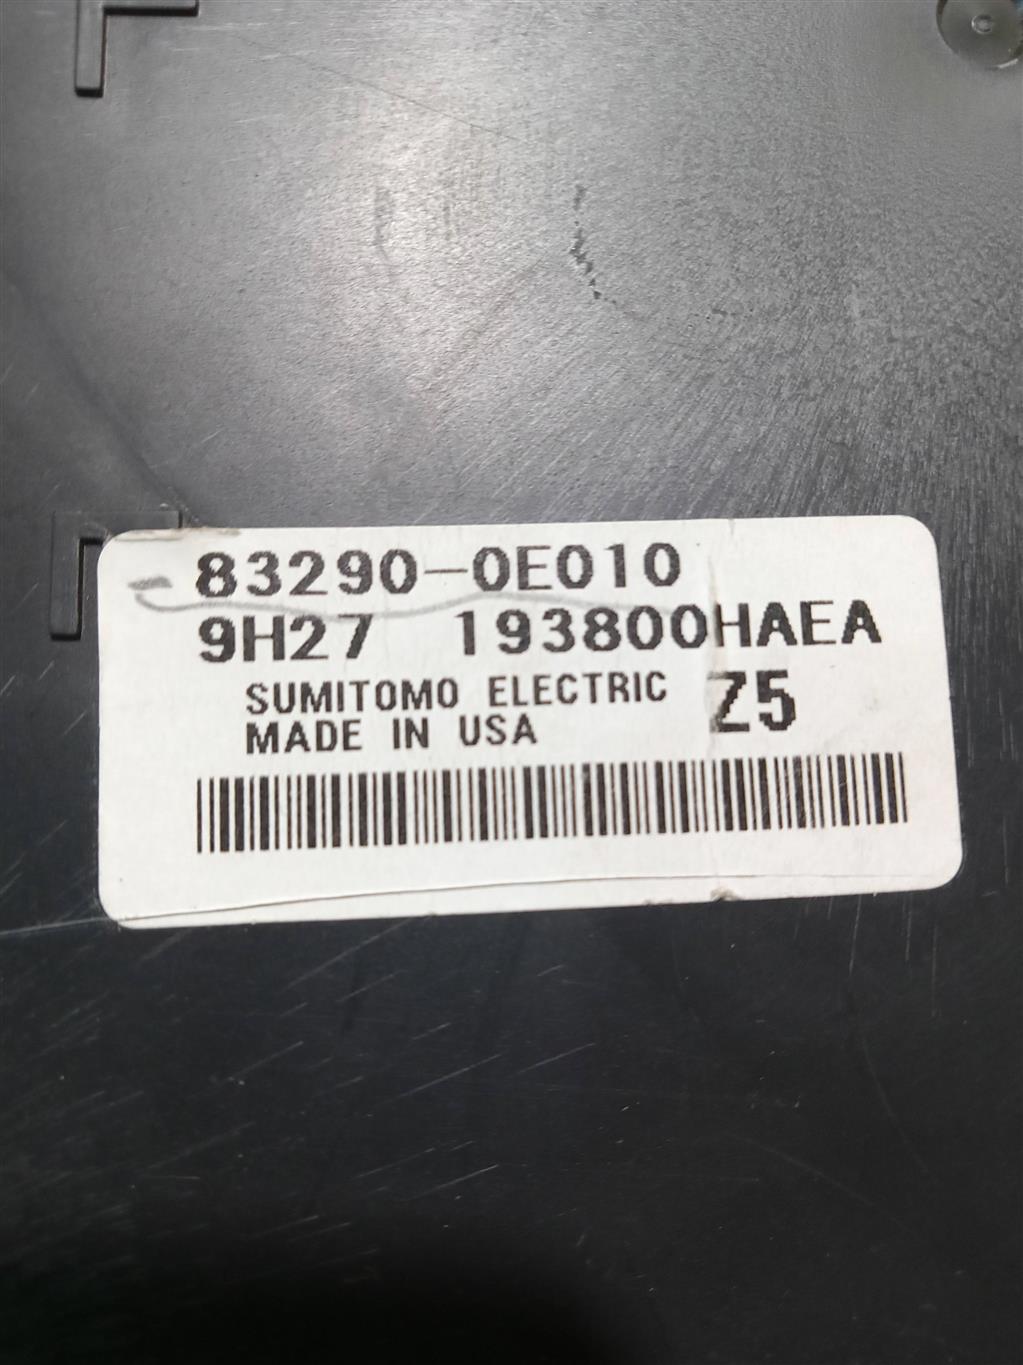 83290-0E010
9H27 193800HAEA
SUMITOMO ELECTRIC Z5
MADE IN USA